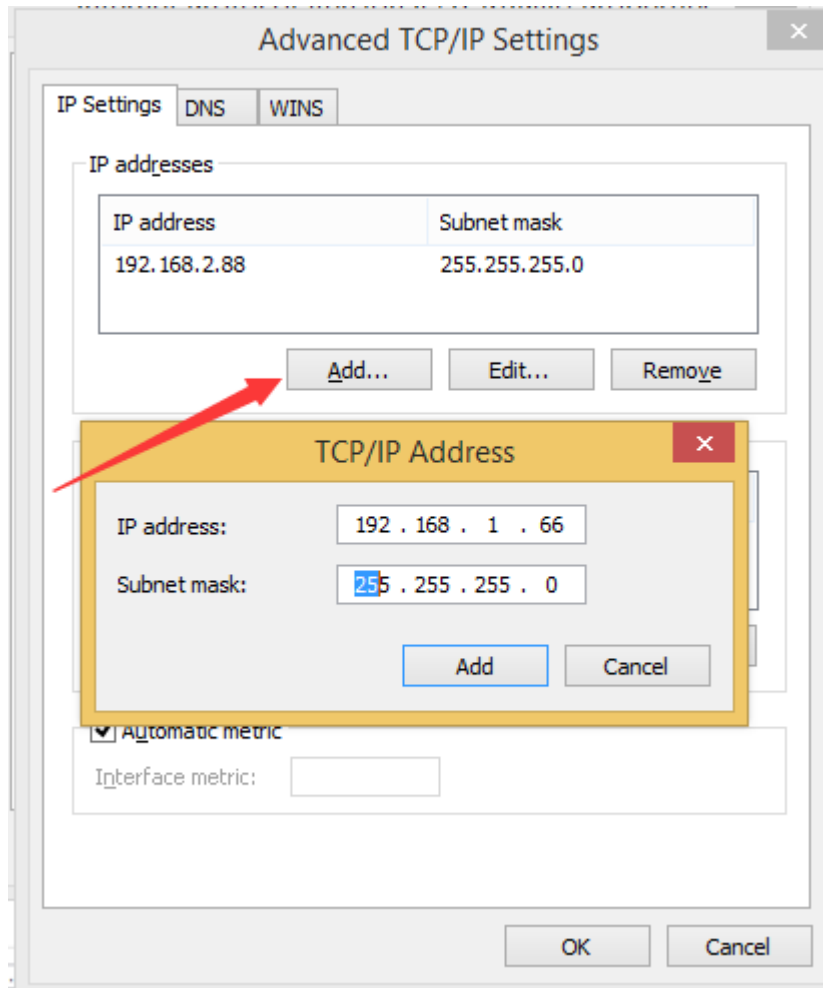 Advanced TCP/IP Settings
IP Settings DNS WINS
IP addresses
IP address Subnet mask
192.168.2.88 255.255.255.0
Add... Edit... Remove
TCP/IP Address
IP address: 192 . 168 . 1 . 66
Subnet mask: 255 . 255 . 255 . 0
Add Cancel
Automatic metric
Interface metric:
OK Cancel